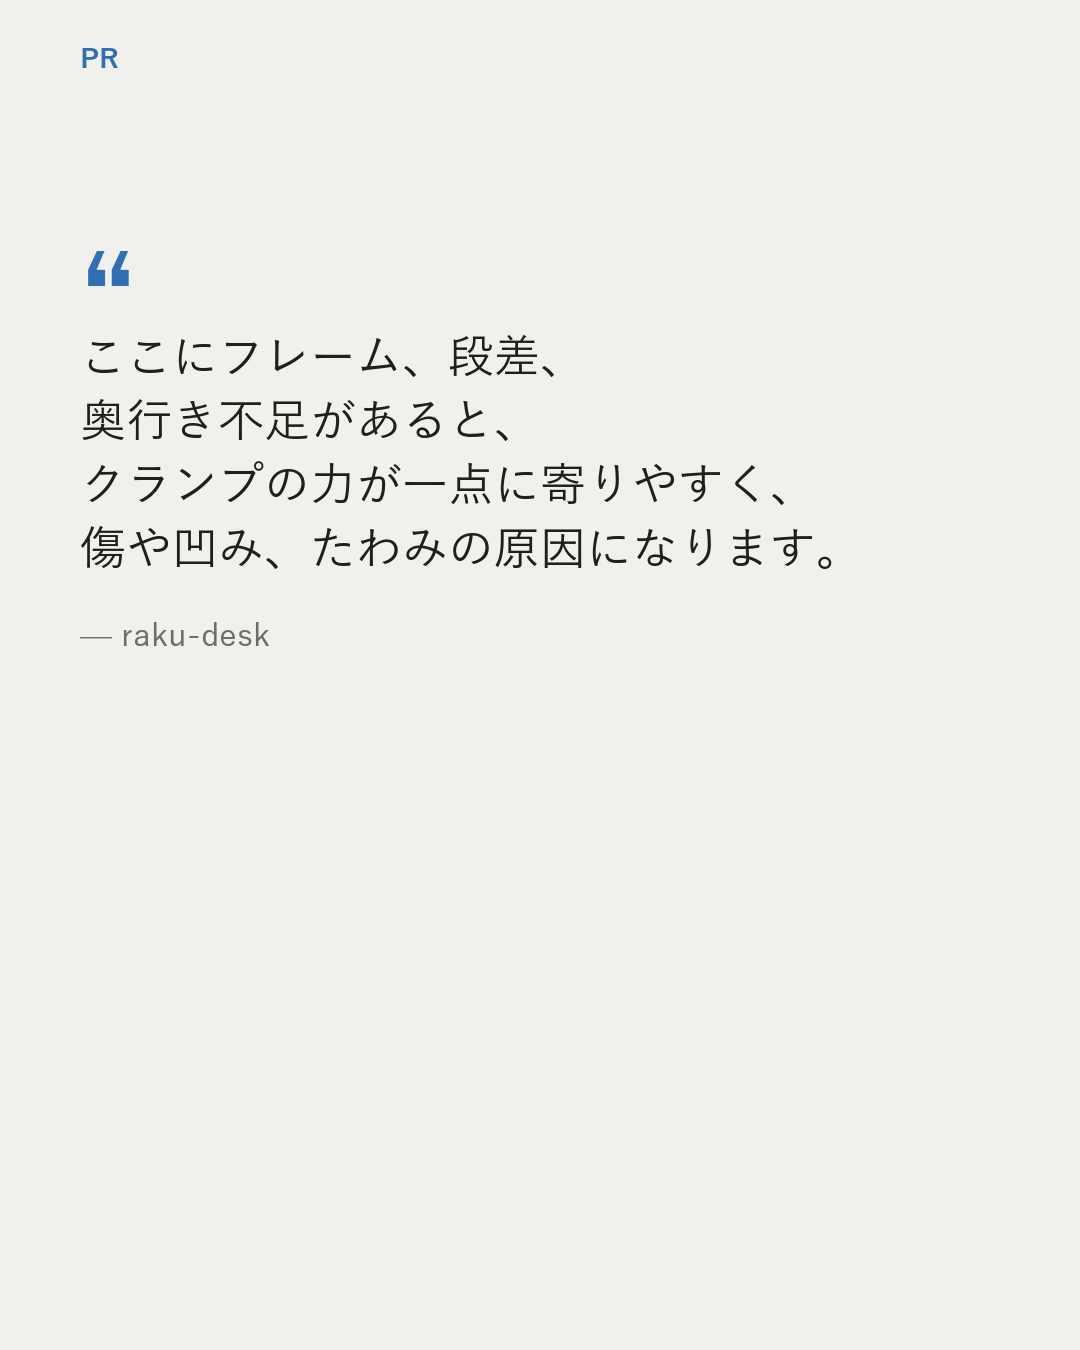 PR
“
ここにフレーム、段差、
奥行き不足があると、
クランプの力が一点に寄りやすく、
傷や凹み、たわみの原因になります。
— raku-desk